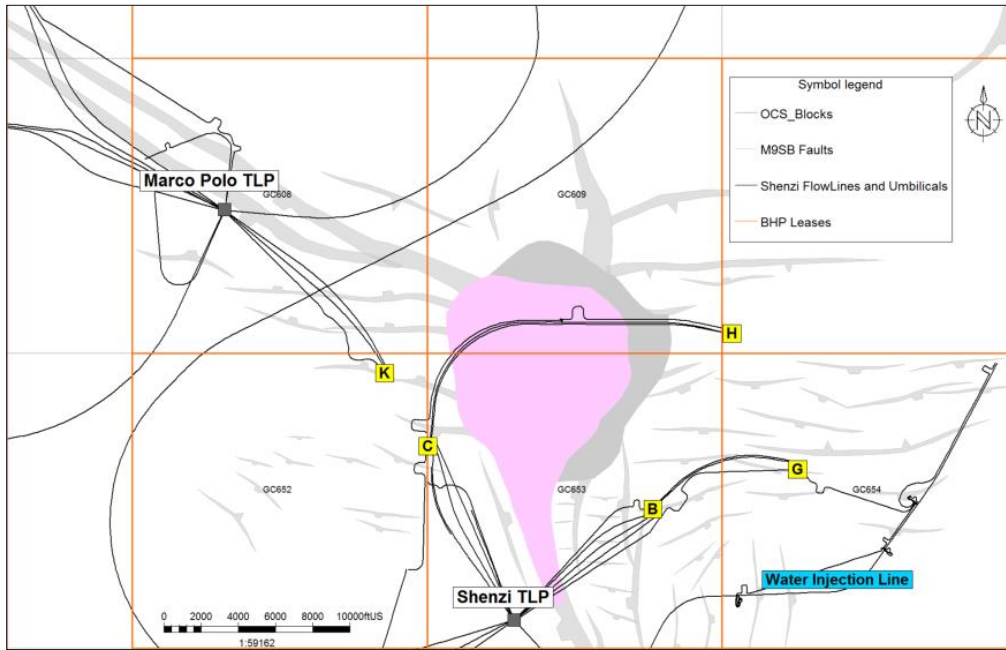 Symbol legend
OCS_Blocks
M9SB Faults
Shenzi FlowLines and Umbilicals
BHP Leases
N
Marco Polo TLP
GC608
GC609
H
K
C
G
GC652
GC653
GC654
B
Water Injection Line
Shenzi TLP
0 2000 4000 6000 8000 10000ftUS
1:59162